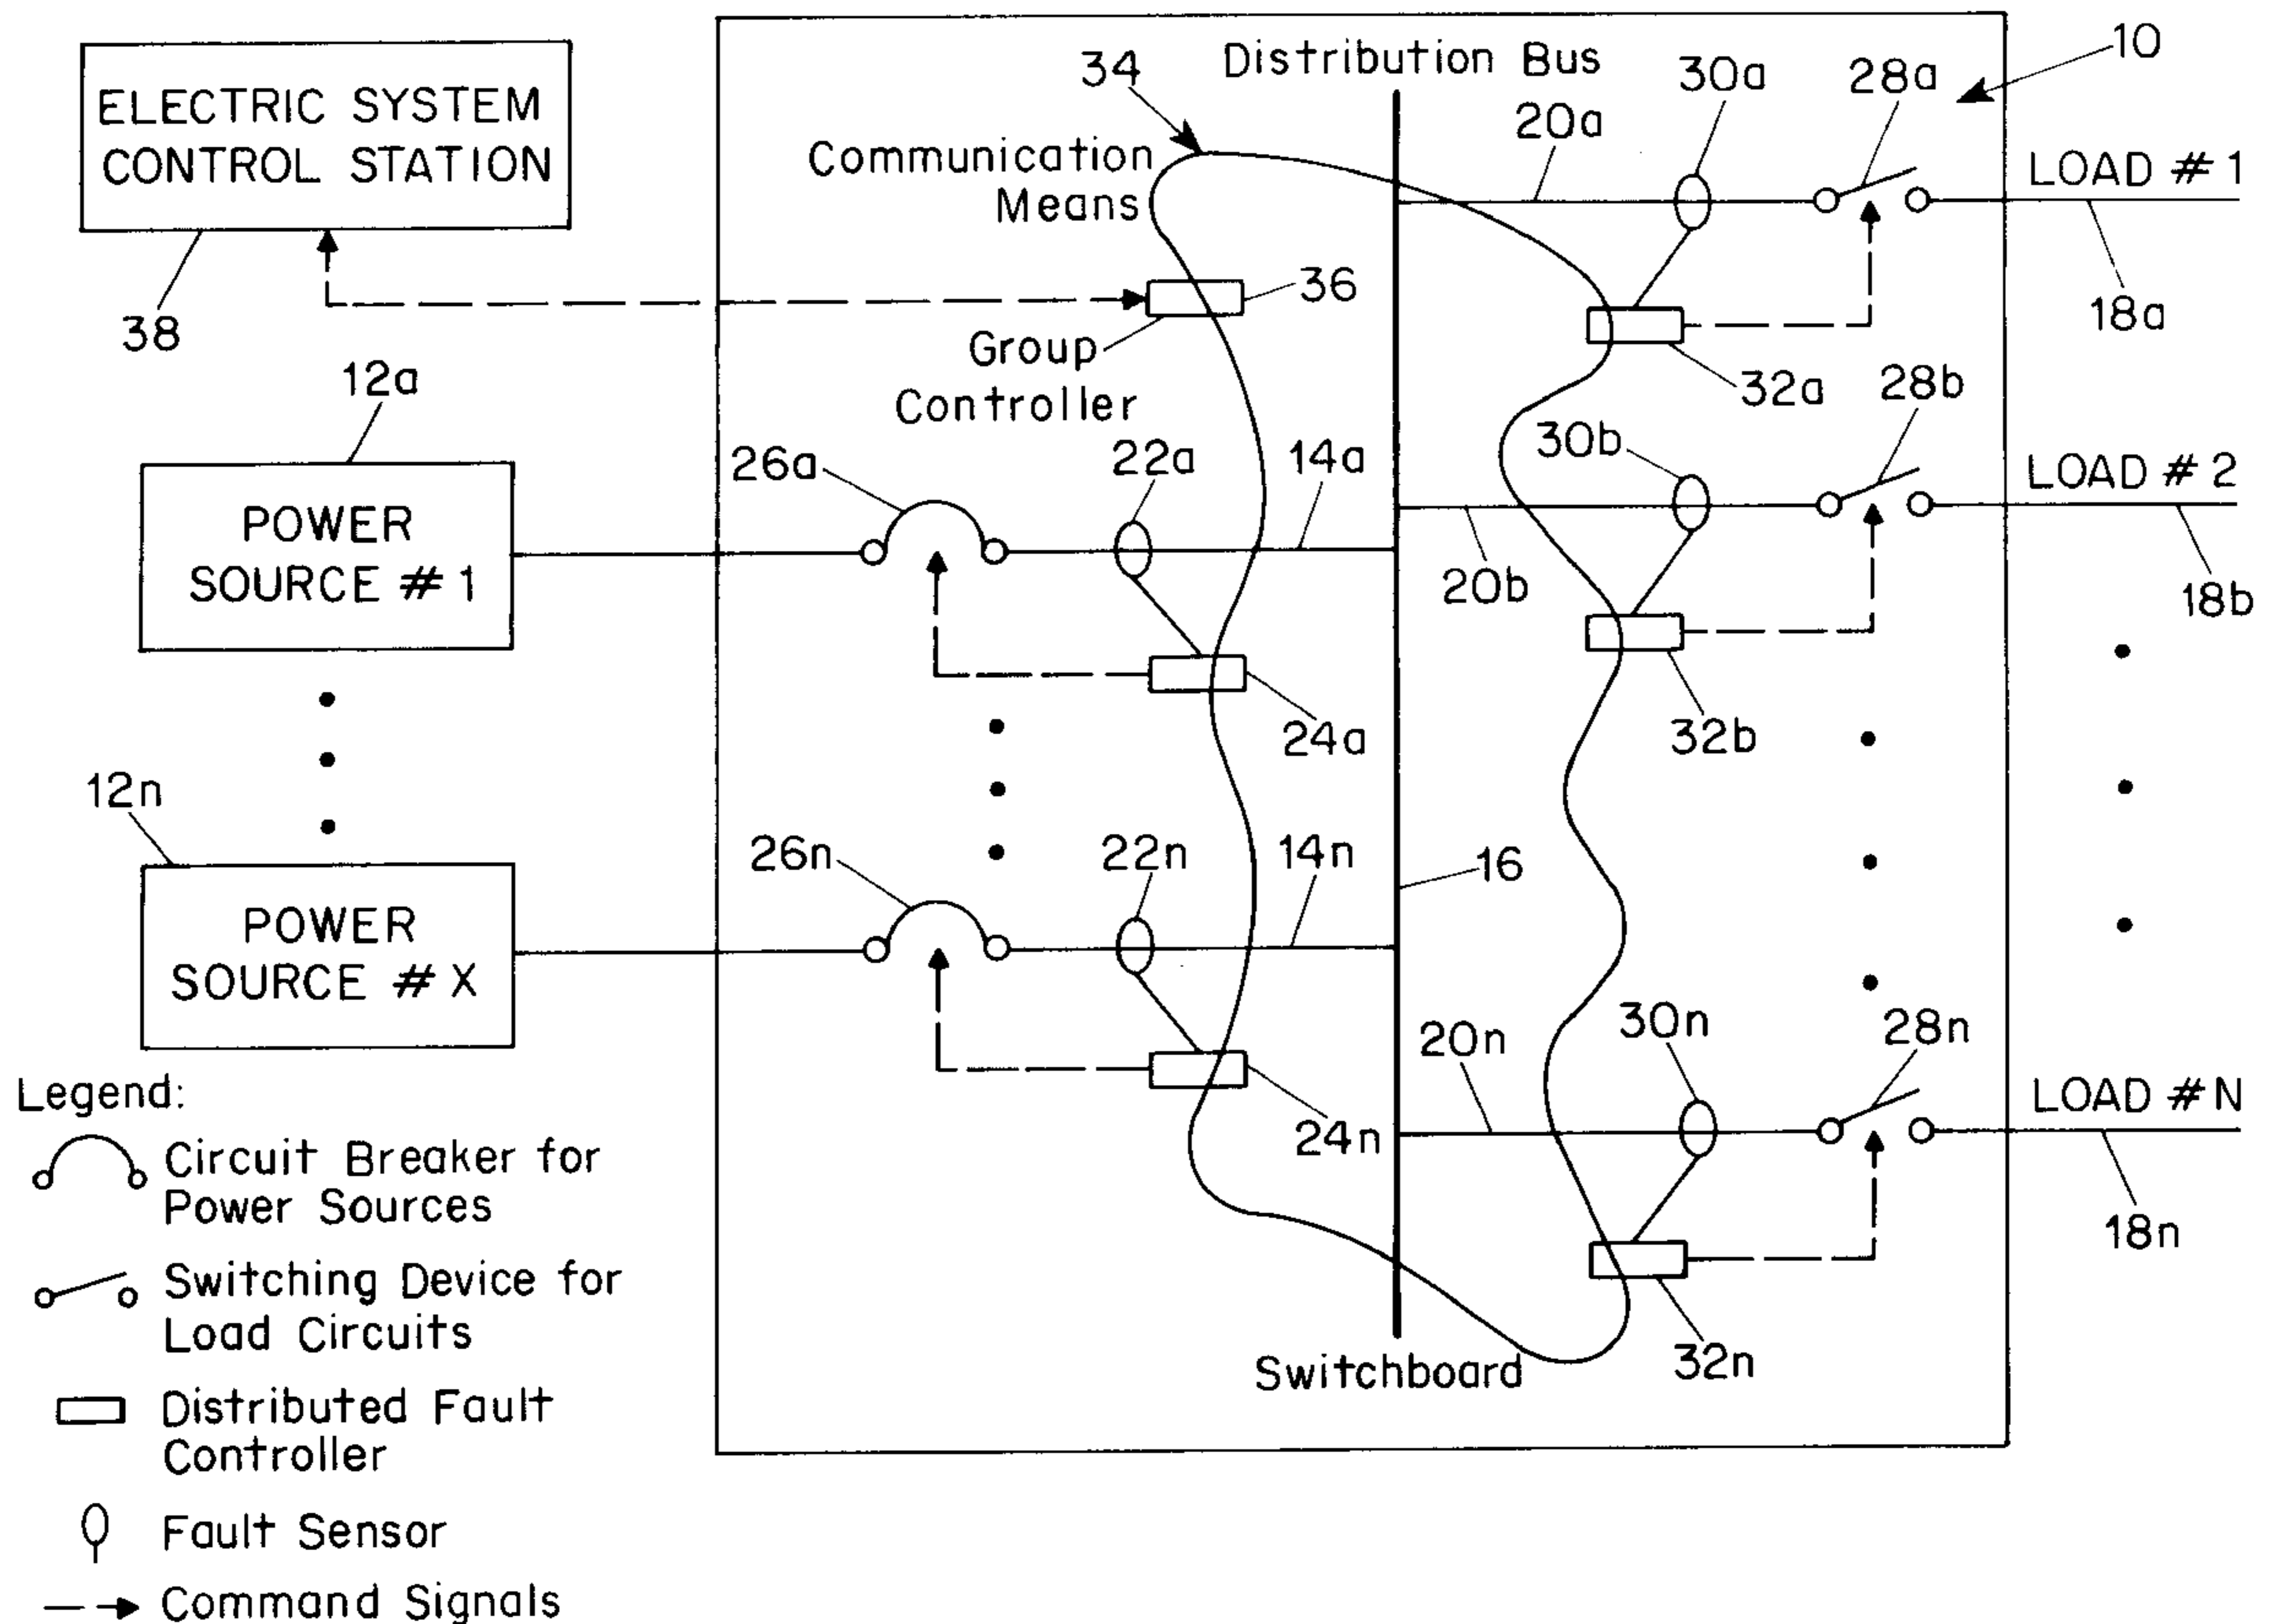 ELECTRIC SYSTEM
CONTROL STATION
38
Distribution Bus
34
Communication
Means
30a
28a
10
20a
LOAD # 1
18a
36
Group
Controller
32a
28b
12a
26a
22a
14a
30b
LOAD # 2
POWER
SOURCE # 1
20b
18b
24a
32b
12n
26n
22n
14n
16
POWER
SOURCE # X
20n
30n
28n
LOAD # N
24n
18n
32n
Switchboard
Legend:
Circuit Breaker for
Power Sources
Switching Device for
Load Circuits
Distributed Fault
Controller
Fault Sensor
Command Signals